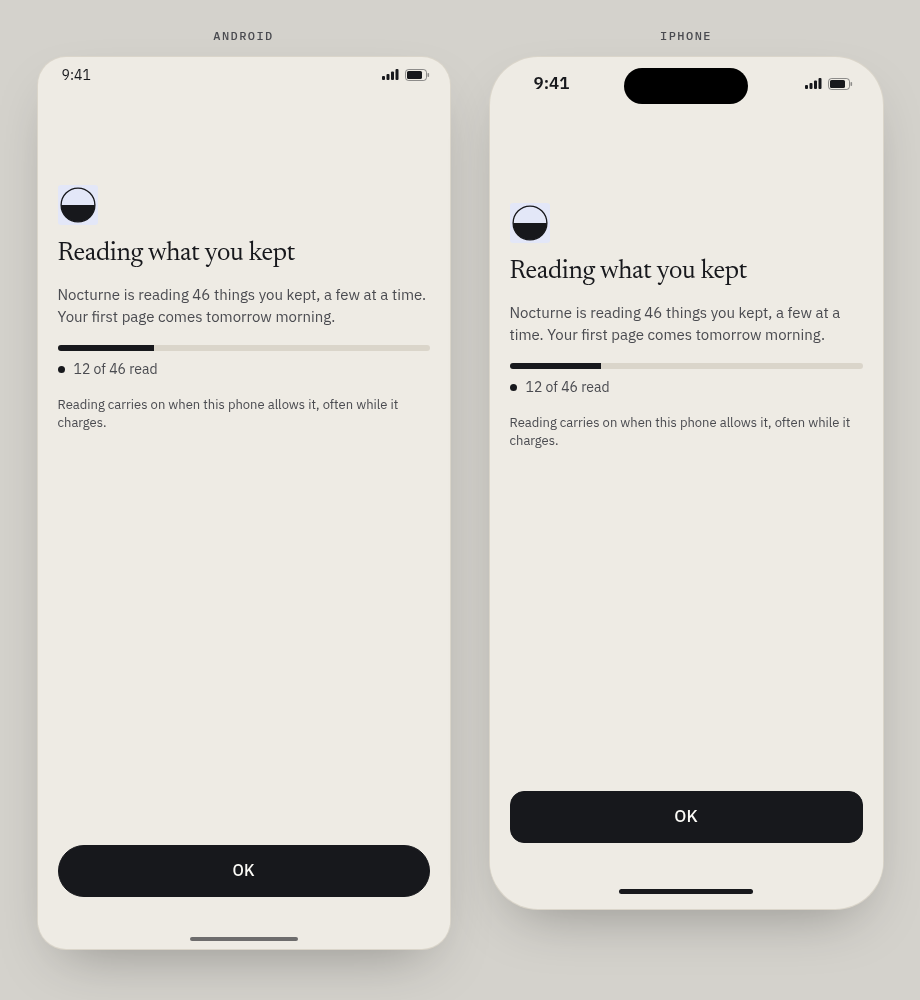 ANDROID
9:41
Reading what you kept
Nocturne is reading 46 things you kept, a few at a time.
Your first page comes tomorrow morning.
12 of 46 read
Reading carries on when this phone allows it, often while it
charges.
OK
IPHONE
9:41
Reading what you kept
Nocturne is reading 46 things you kept, a few at a
time. Your first page comes tomorrow morning.
12 of 46 read
Reading carries on when this phone allows it, often while it
charges.
OK